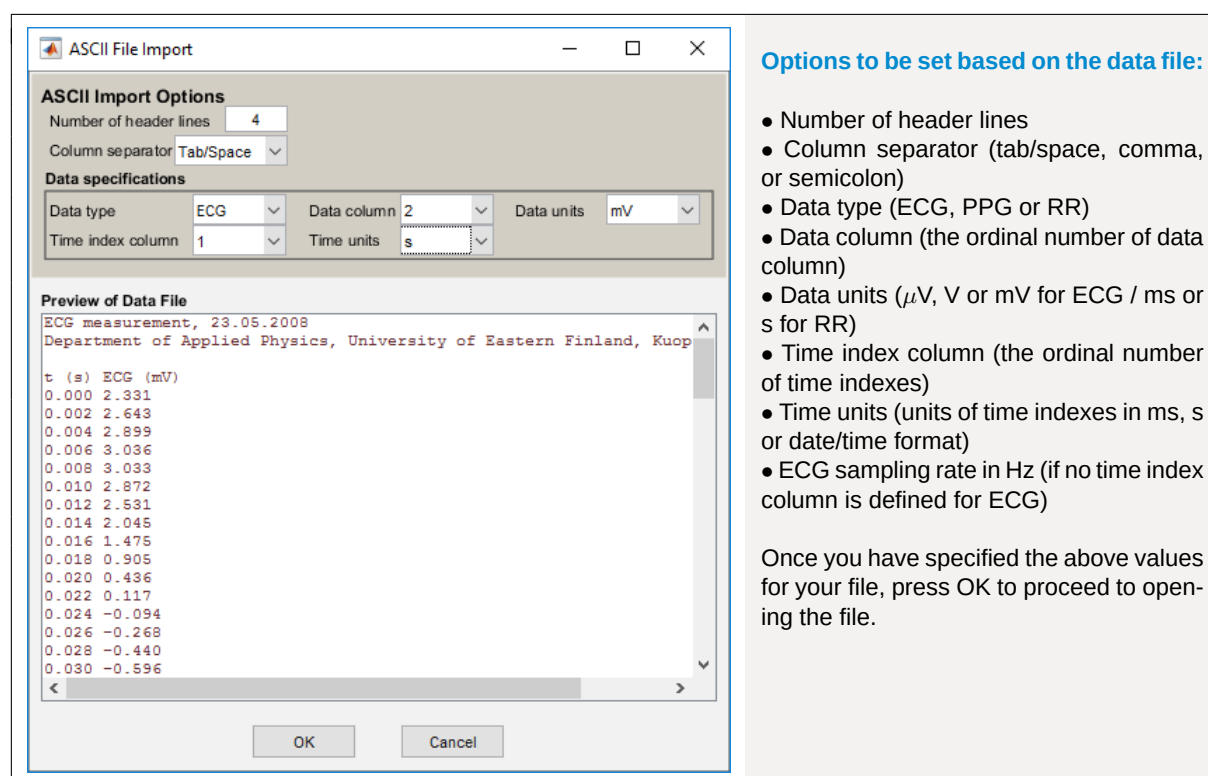 ASCII File Import
ASCII Import Options
Number of header lines 4
Column separator Tab/Space
Data specifications
Data type ECG Data column 2 Data units mV
Time index column 1 Time units s
Preview of Data File
ECG measurement, 23.05.2008
Department of Applied Physics, University of Eastern Finland, Kuop
t (s) ECG (mV)
0.000 2.331
0.002 2.643
0.004 2.899
0.006 3.036
0.008 3.033
0.010 2.872
0.012 2.531
0.014 2.045
0.016 1.475
0.018 0.905
0.020 0.436
0.022 0.117
0.024 -0.094
0.026 -0.268
0.028 -0.440
0.030 -0.596
OK Cancel
Options to be set based on the data file:
• Number of header lines
• Column separator (tab/space, comma,
or semicolon)
• Data type (ECG, PPG or RR)
• Data column (the ordinal number of data
column)
• Data units (μV, V or mV for ECG / ms or
s for RR)
• Time index column (the ordinal number
of time indexes)
• Time units (units of time indexes in ms, s
or date/time format)
• ECG sampling rate in Hz (if no time index
column is defined for ECG)
Once you have specified the above values
for your file, press OK to proceed to open-
ing the file.